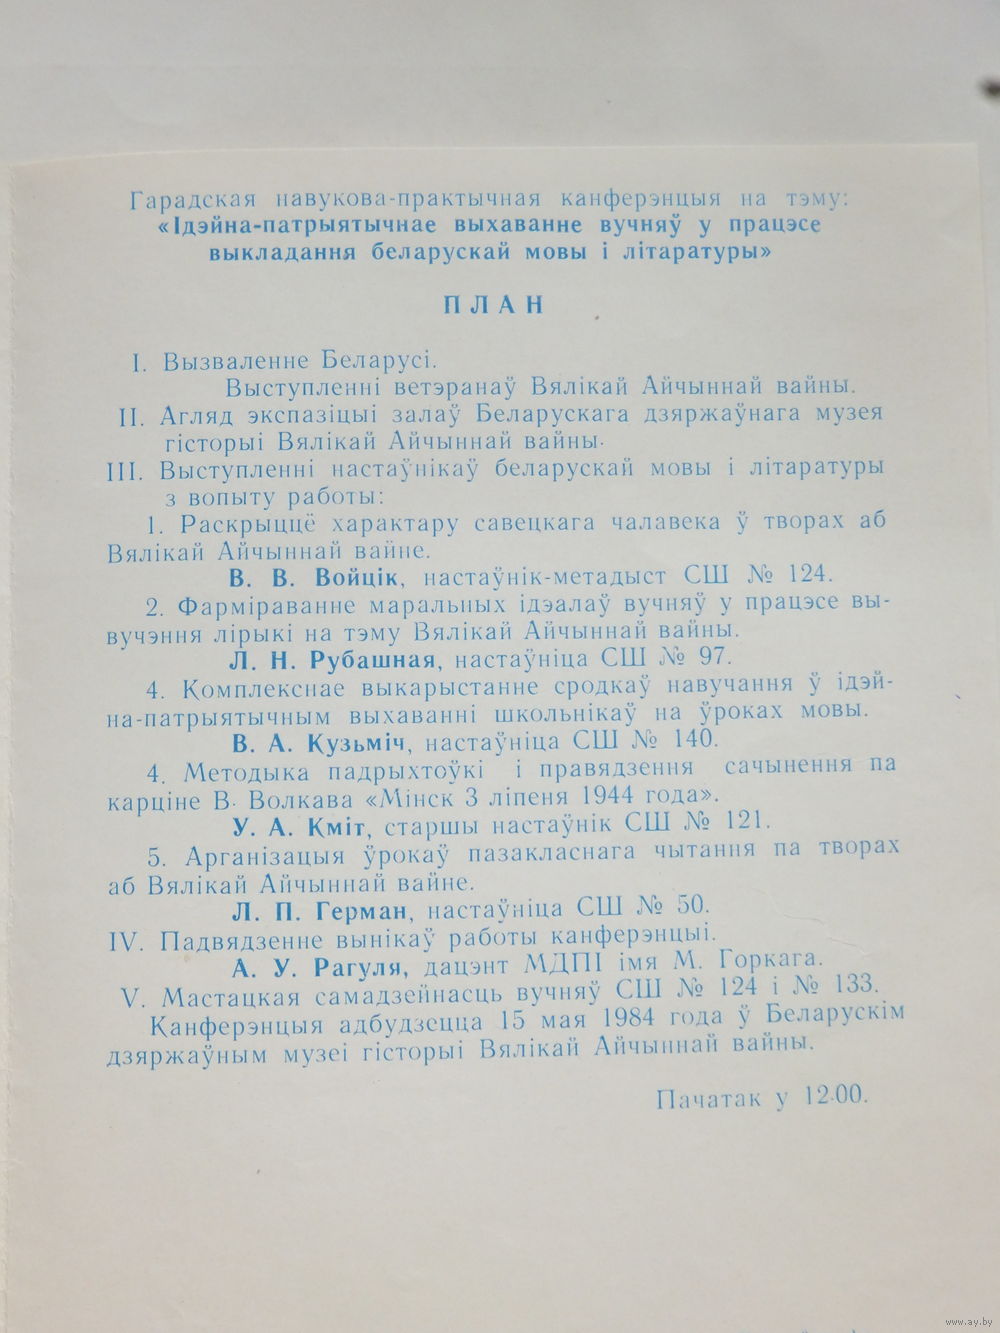 Гарадская навукова-практычная канферэнцыя на тэму:
«Ідэйна-патрыятычнае выхаванне вучняў у працэсе
выкладання беларускай мовы і літаратуры»
ПЛАН
I. Вызваленне Беларусі.
Выступленні ветэранаў Вялікай Айчыннай вайны.
II. Агляд экспазіцыі залаў Беларускага дзяржаўнага музея
гісторыі Вялікай Айчыннай вайны.
III. Выступленні настаўнікаў беларускай мовы і літаратуры
з вопыту работы:
1. Раскрыццё характару савецкага чалавека ў творах аб
Вялікай Айчыннай вайне.
В. В. Войцік, настаўнік-метадыст СШ № 124.
2. Фарміраванне маральных ідэалаў вучняў у працэсе вы-
вучэння лірыкі на тэму Вялікай Айчыннай вайны.
Л. Н. Рубашная, настаўніца СШ № 97.
4. Комплекснае выкарыстанне сродкаў навучання ў ідэй-
на-патрыятычным выхаванні школьнікаў на ўроках мовы.
В. А. Кузьміч, настаўніца СШ № 140.
4. Методыка падрыхтоўкі і правядзення сачынення па
карціне В. Волкава «Мінск 3 ліпеня 1944 года».
У. А. Кміт, старшы настаўнік СШ № 121.
5. Арганізацыя ўрокаў пазакласнага чытання па творах
аб Вялікай Айчыннай вайне.
Л. П. Герман, настаўніца СШ № 50.
IV. Падвядзенне вынікаў работы канферэнцыі.
А. У. Рагуля, дацэнт МДПІ імя М. Горкага.
V. Мастацкая самадзейнасць вучняў СШ № 124 і № 133.
Канферэнцыя адбудзецца 15 мая 1984 года ў Беларускім
дзяржаўным музеі гісторыі Вялікай Айчыннай вайны.
Пачатак у 12.00.
www.ay.by